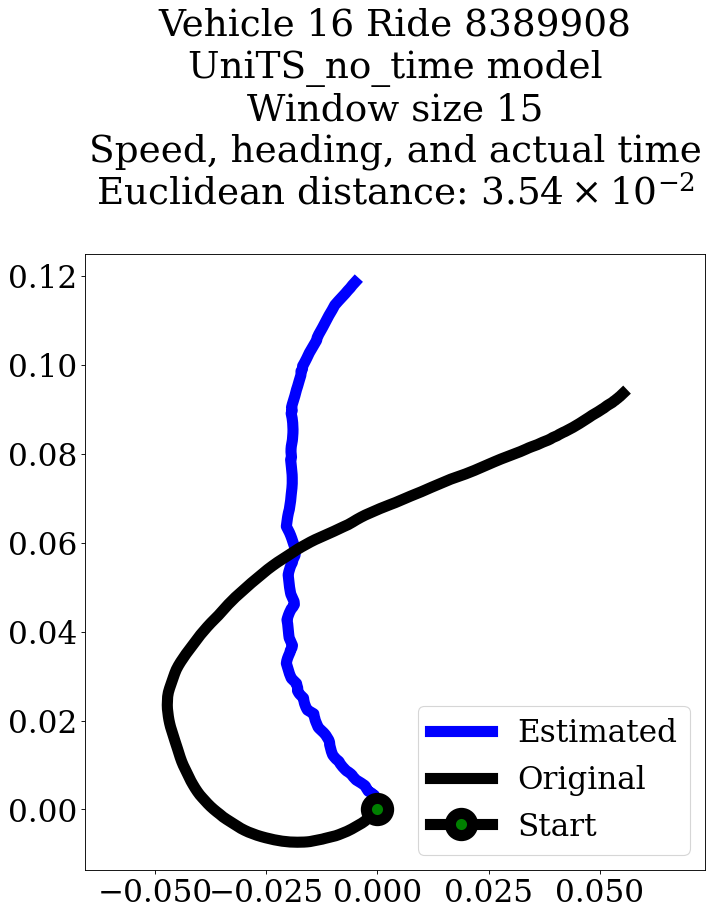 Vehicle 16 Ride 8389908
UniTS_no_time model
Window size 15
Speed, heading, and actual time
Euclidean distance: 3.54 × 10⁻²
0.12
0.10
0.08
0.06
0.04
0.02
0.00
Estimated
Original
Start
−0.050 −0.025 0.000 0.025 0.050